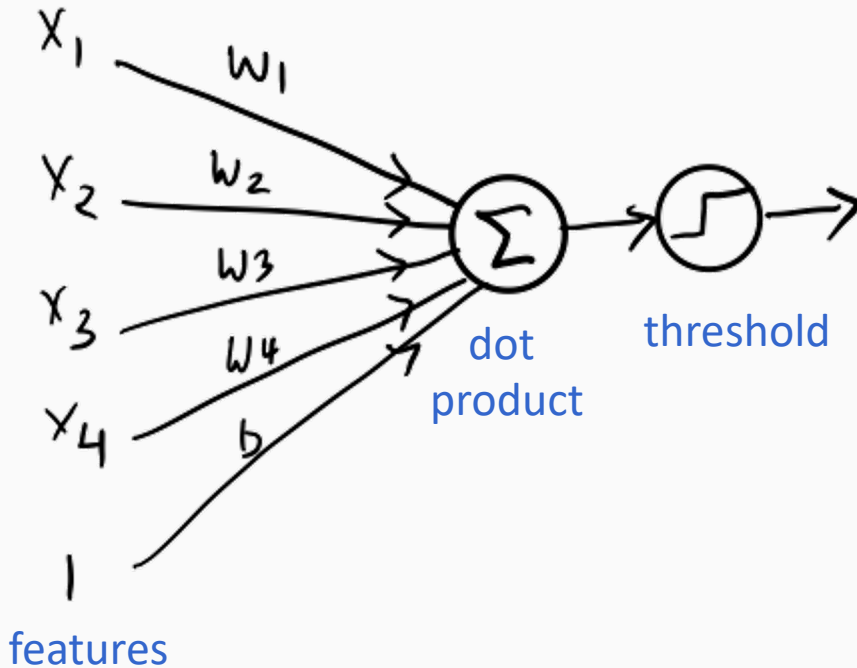 X1
W1
X2
W2
X3
W3
X4
W4
1
b
Σ
dot
product
threshold
features